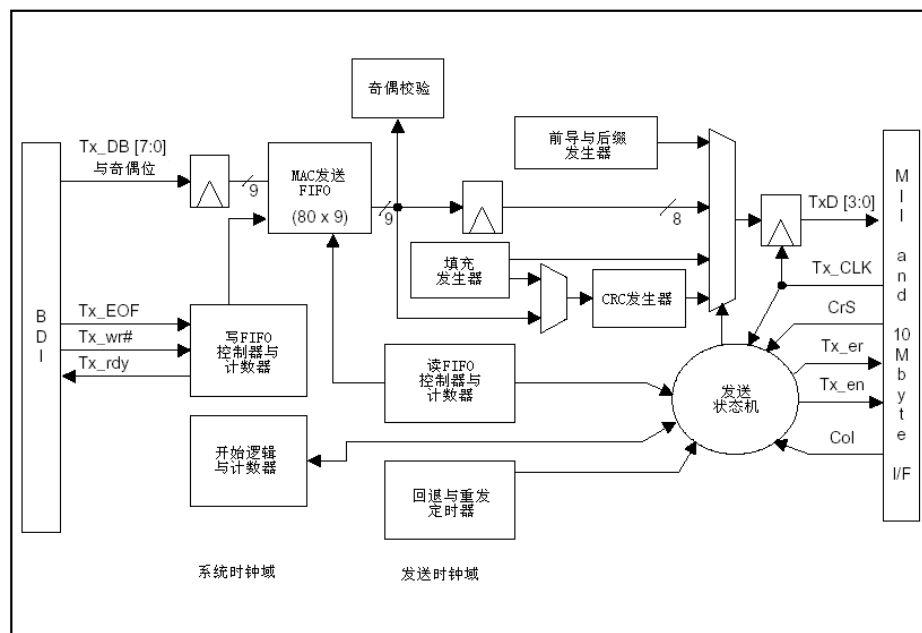 奇偶校验
前导与后缀
发生器
Tx_DB [7:0]
与奇偶位
9
MAC发送
FIFO
(80 x 9)
9
8
TxD [3:0]
填充
发生器
CRC发生器
Tx_CLK
CrS
Tx_er
Tx_en
Col
BDI
Tx_EOF
Tx_wr#
Tx_rdy
写FIFO
控制器与
计数器
读FIFO
控制器与
计数器
发送
状态机
开始逻辑
与计数器
回退与重发
定时器
MII and 10Mbyte I/F
系统时钟域
发送时钟域